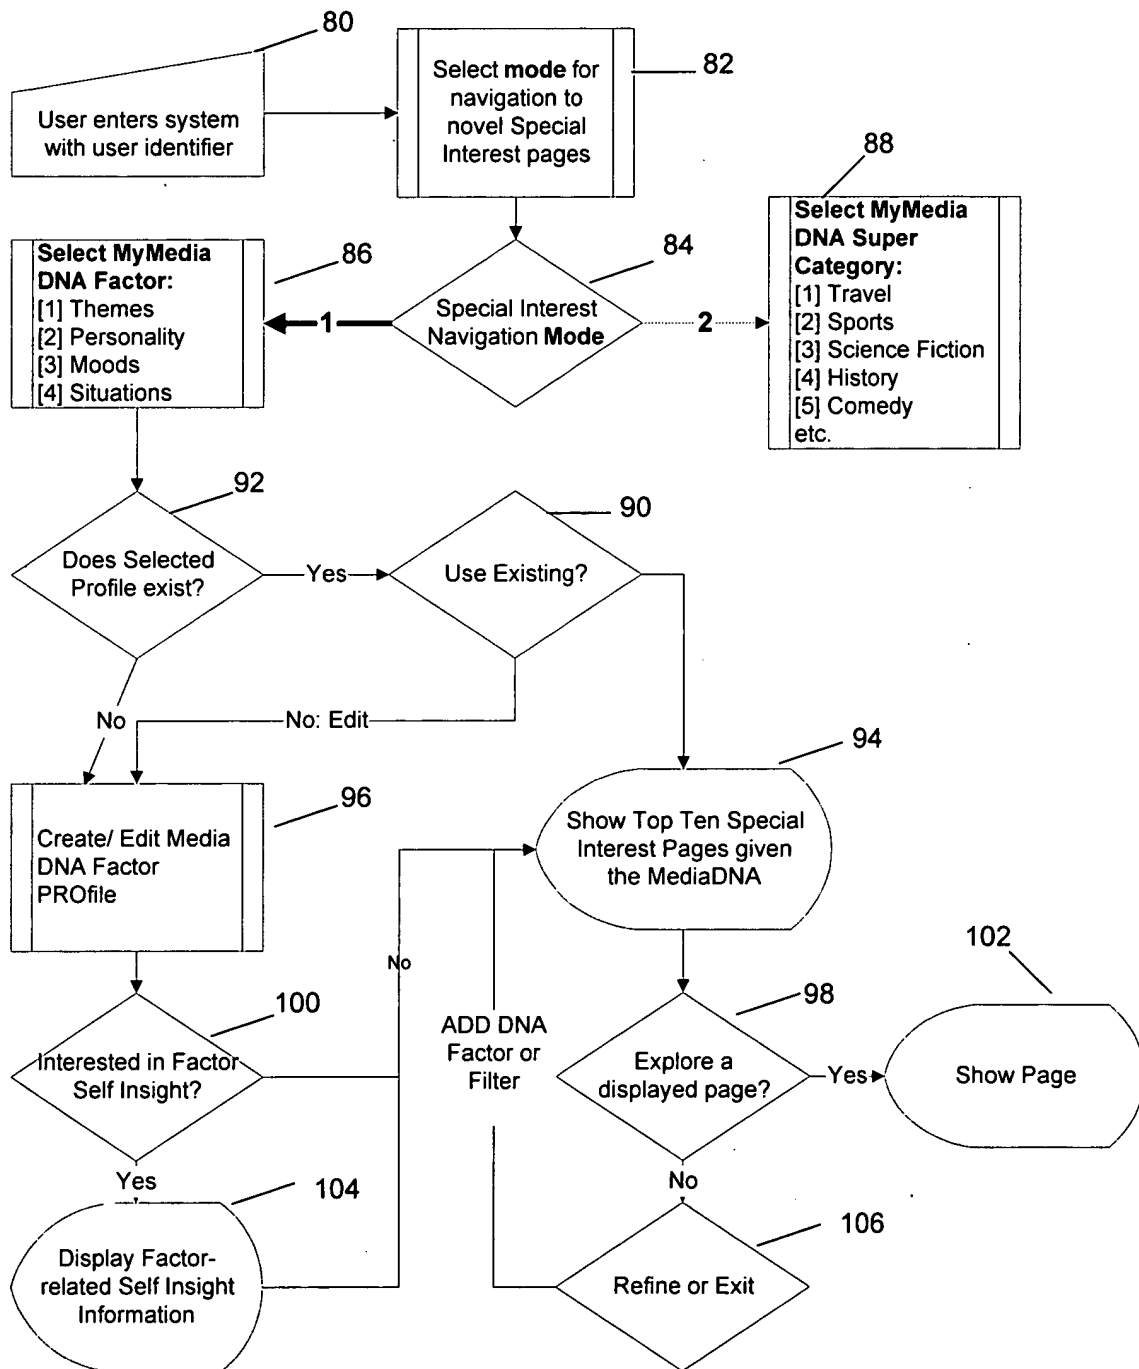 80
User enters system
with user identifier
Select mode for
navigation to
novel Special
Interest pages
82
88
Select MyMedia
DNA Super
Category:
[1] Travel
[2] Sports
[3] Science Fiction
[4] History
[5] Comedy
etc.
Select MyMedia
DNA Factor:
[1] Themes
[2] Personality
[3] Moods
[4] Situations
86
84
Special Interest
Navigation Mode
1
2
92
Does Selected
Profile exist?
Yes
90
Use Existing?
No
No: Edit
94
Show Top Ten Special
Interest Pages given
the MediaDNA
96
Create/ Edit Media
DNA Factor
PROfile
No
100
Interested in Factor
Self Insight?
ADD DNA
Factor or
Filter
98
Explore a
displayed page?
Yes
102
Show Page
Yes
No
104
Display Factor-
related Self Insight
Information
106
Refine or Exit